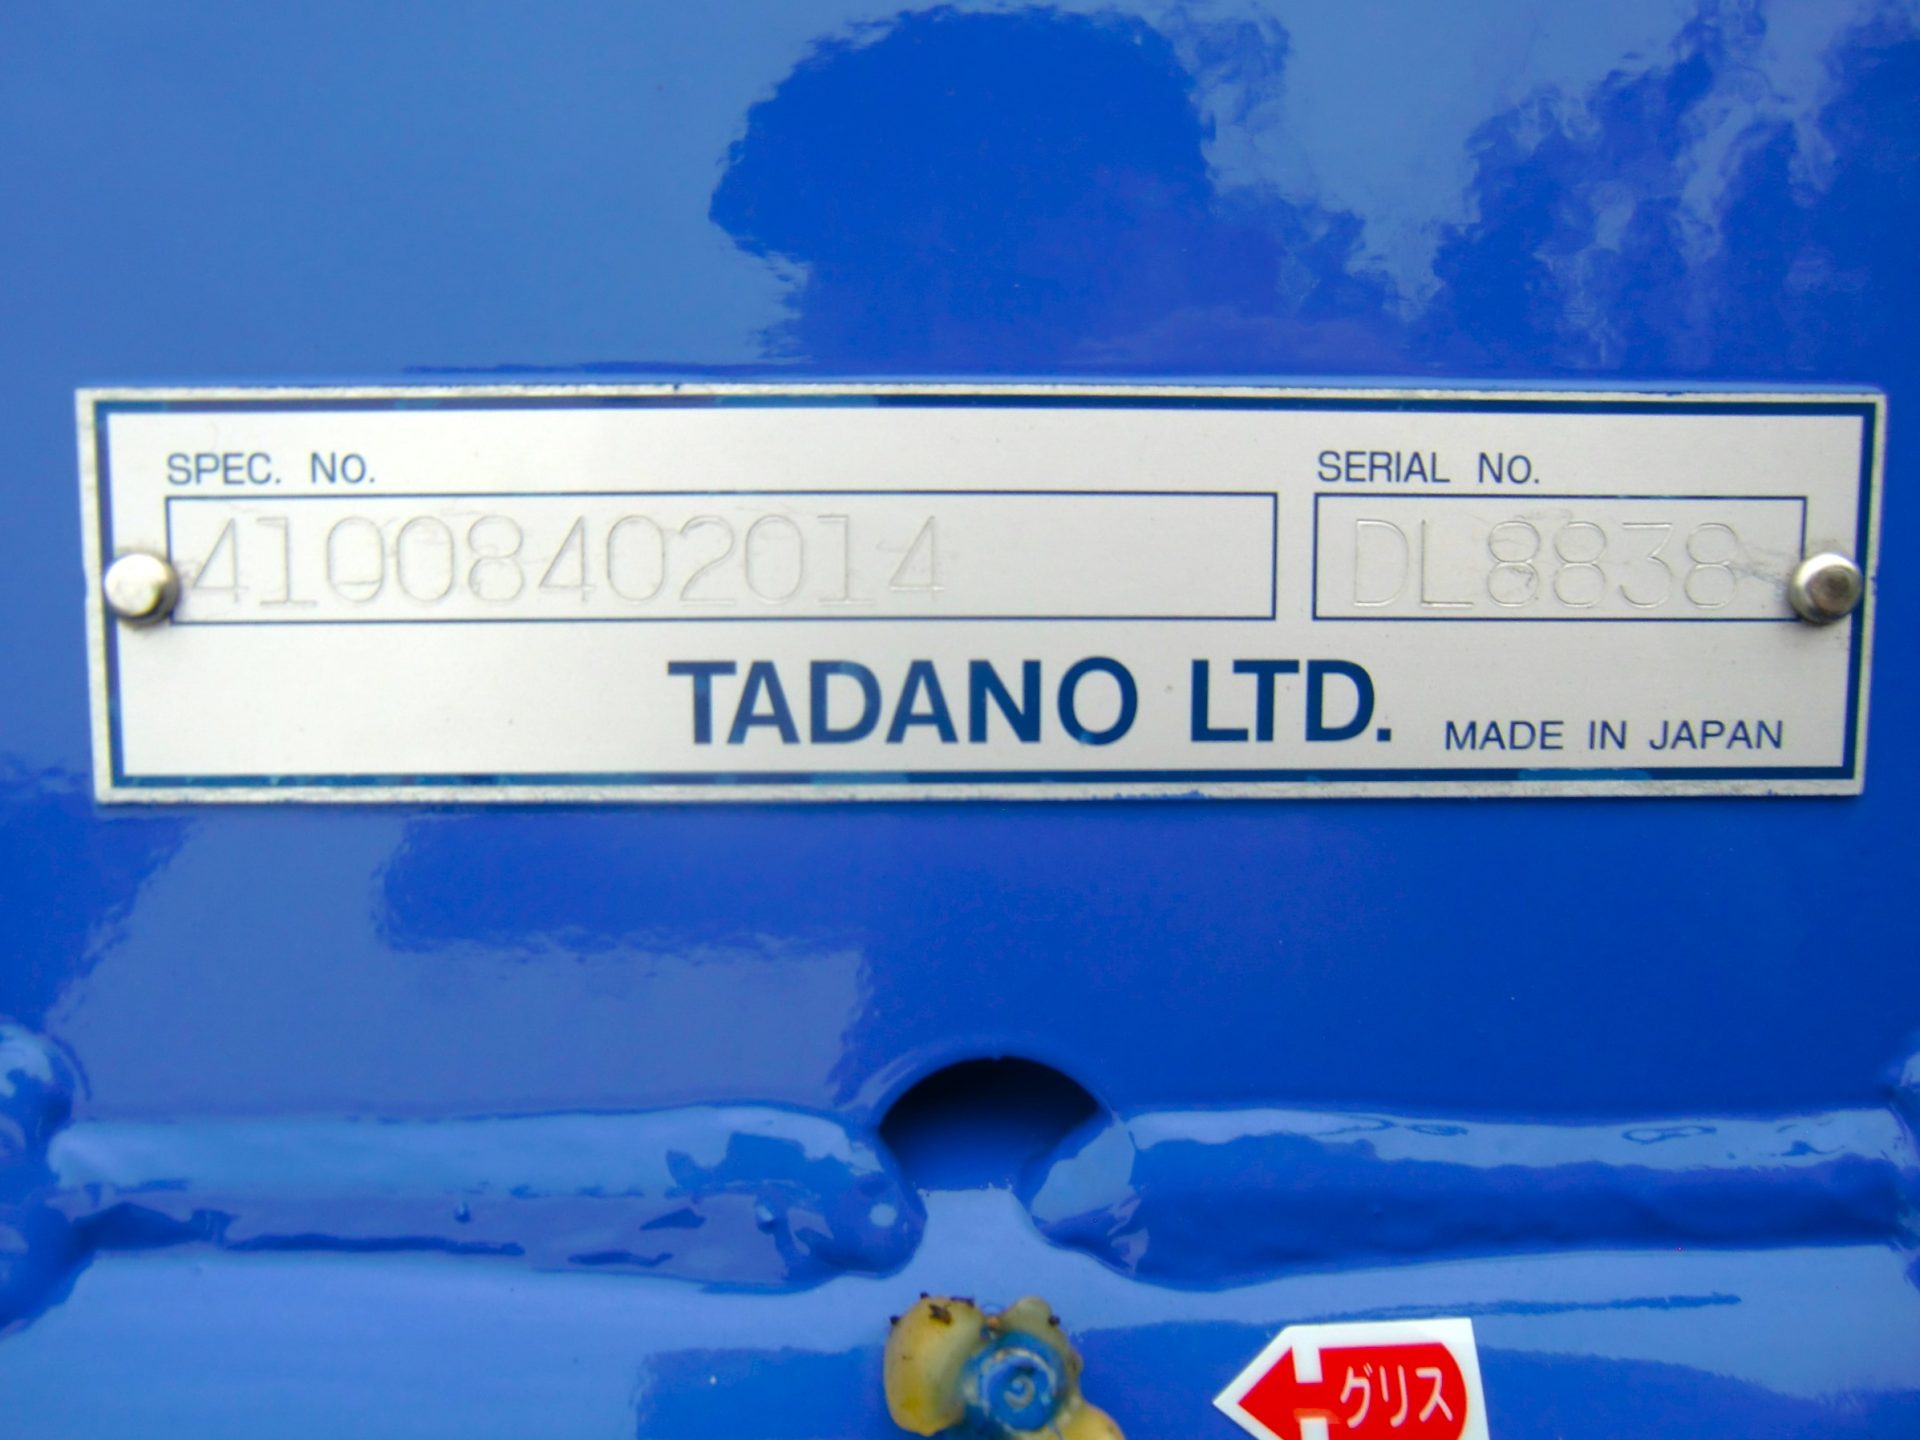 SPEC. NO.
41008402014
SERIAL NO.
DL8838
TADANO LTD.
MADE IN JAPAN
グリス